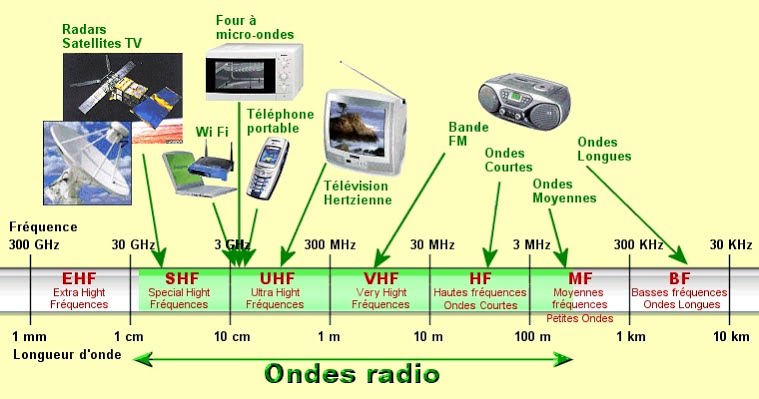 Radars
Satellites TV
Four à
micro-ondes
Wi Fi
Téléphone
portable
Télévision
Hertzienne
Bande
FM
Ondes
Courtes
Ondes
Moyennes
Ondes
Longues
Fréquence
300 GHz 30 GHz 3 GHz 300 MHz 30 MHz 3 MHz 300 KHz 30 KHz
EHF SHF UHF VHF HF MF BF
Extra Hight Special Hight Ultra Hight Very Hight Hautes fréquences Moyennes Basses fréquences
Fréquences Fréquences Fréquences Fréquences Ondes Courtes fréquences Ondes Longues
Petites Ondes
1 mm 1 cm 10 cm 1 m 10 m 100 m 1 km 10 km
Longueur d'onde
Ondes radio